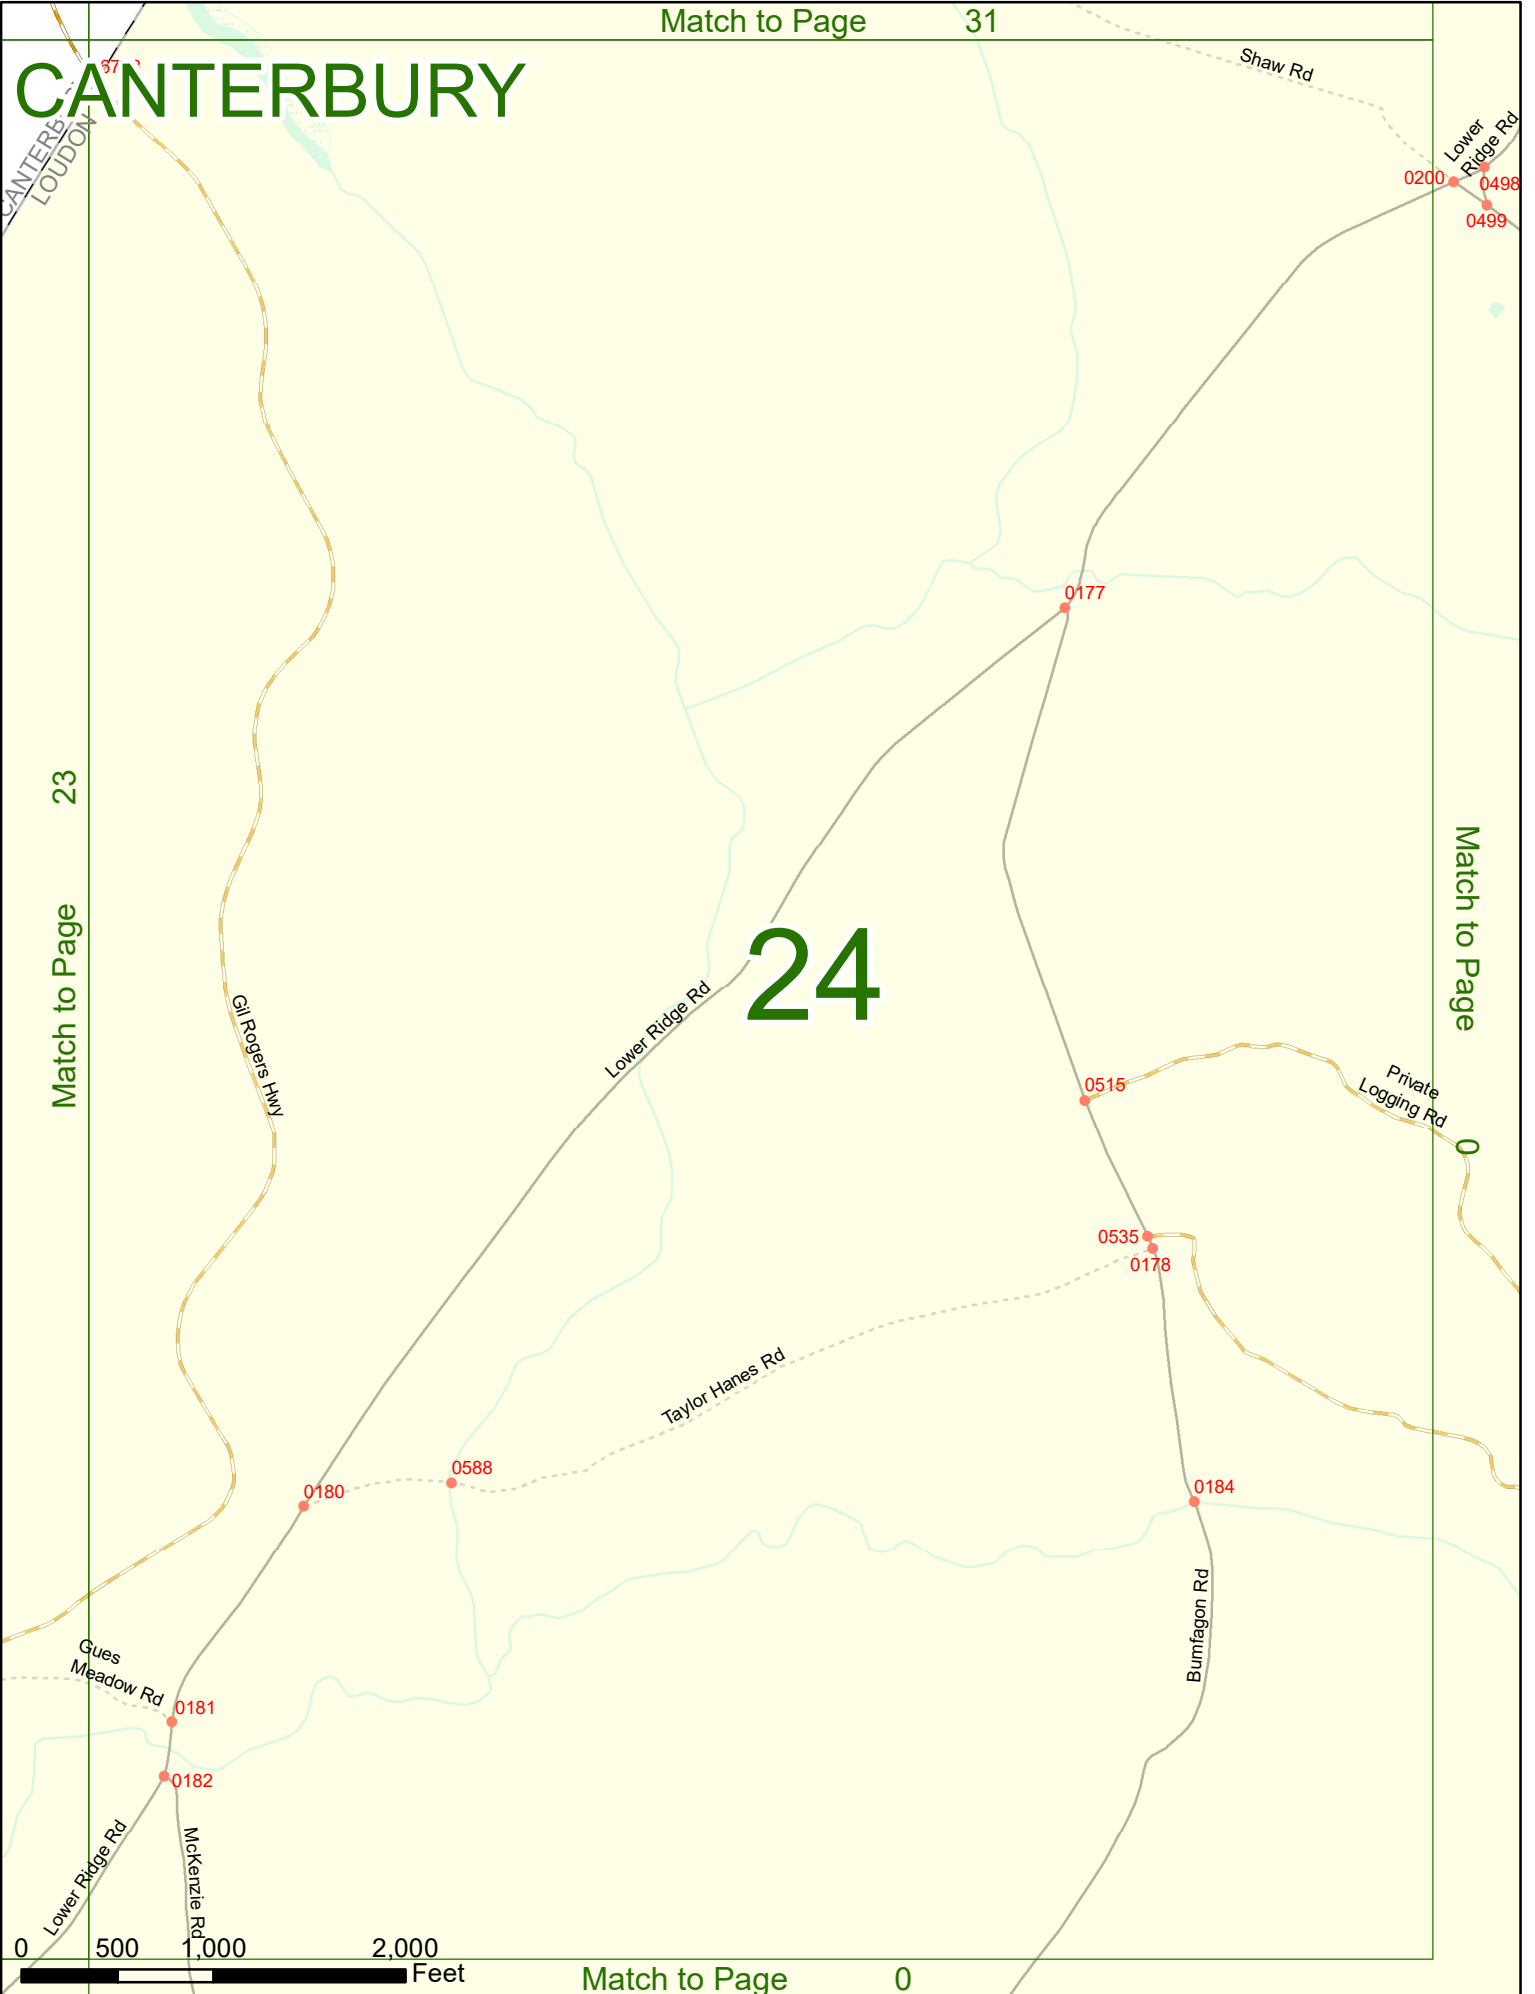 Match to Page 31
CANTERBURY
LOUDON
Shaw Rd
Lower
Ridge Rd
0200
0498
0499
0177
Match to Page 23
24
Match to Page 0
Gil Rogers Hwy
Lower Ridge Rd
0515
Private
Logging Rd
0535
0178
Taylor Hanes Rd
0588
0180
0184
Bumfagon Rd
Gues
Meadow Rd
0181
0182
Lower Ridge Rd
McKenzie Rd
0 500 1,000 2,000
Feet
Match to Page 0